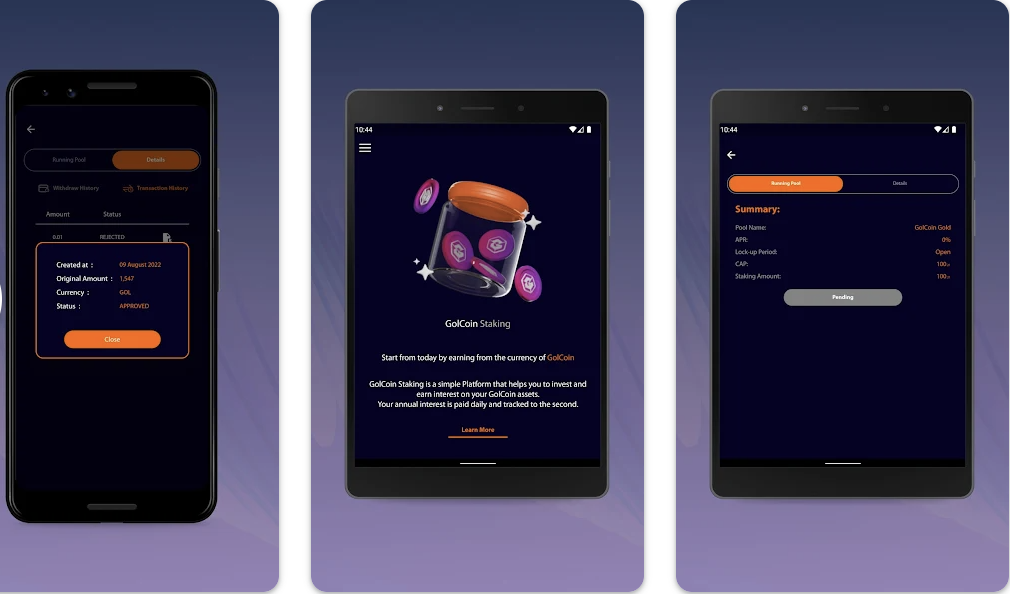 Running Pool Details
Withdraw History Transaction History
Amount Status
0.01 REJECTED
Created at : 09 August 2022
Original Amount : 1,547
Currency : GOL
Status : APPROVED
Close
10:44
GolCoin Staking
Start from today by earning from the currency of GolCoin
GolCoin Staking is a simple Platform that helps you to invest and
earn interest on your GolCoin assets.
Your annual interest is paid daily and tracked to the second.
Learn More
10:44
Running Pool Details
Summary:
Pool Name: GolCoin Gold
APR: 0%
Lock-up Period: Open
CAP: 100
Staking Amount: 100
Pending